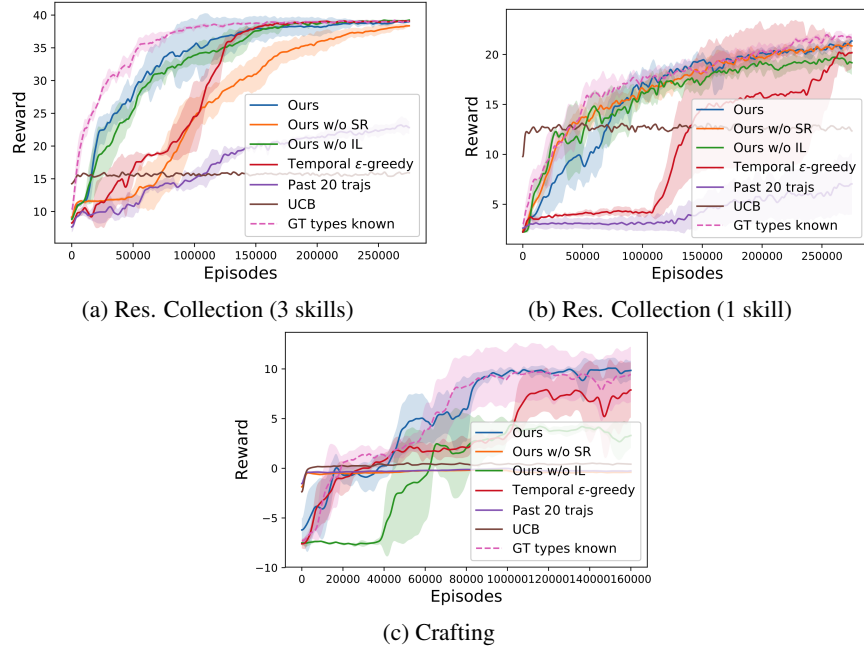 40
35
30
25
20
15
10
Reward
0
50000
100000
150000
200000
250000
Episodes
Ours
Ours w/o SR
Ours w/o IL
Temporal ε-greedy
Past 20 trajs
UCB
GT types known
(a) Res. Collection (3 skills)
20
15
10
5
Reward
0
50000
100000
150000
200000
250000
Episodes
Ours
Ours w/o SR
Ours w/o IL
Temporal ε-greedy
Past 20 trajs
UCB
GT types known
(b) Res. Collection (1 skill)
10
5
0
−5
−10
Reward
0
20000
40000
60000
80000
100000
120000
140000
160000
Episodes
Ours
Ours w/o SR
Ours w/o IL
Temporal ε-greedy
Past 20 trajs
UCB
GT types known
(c) Crafting